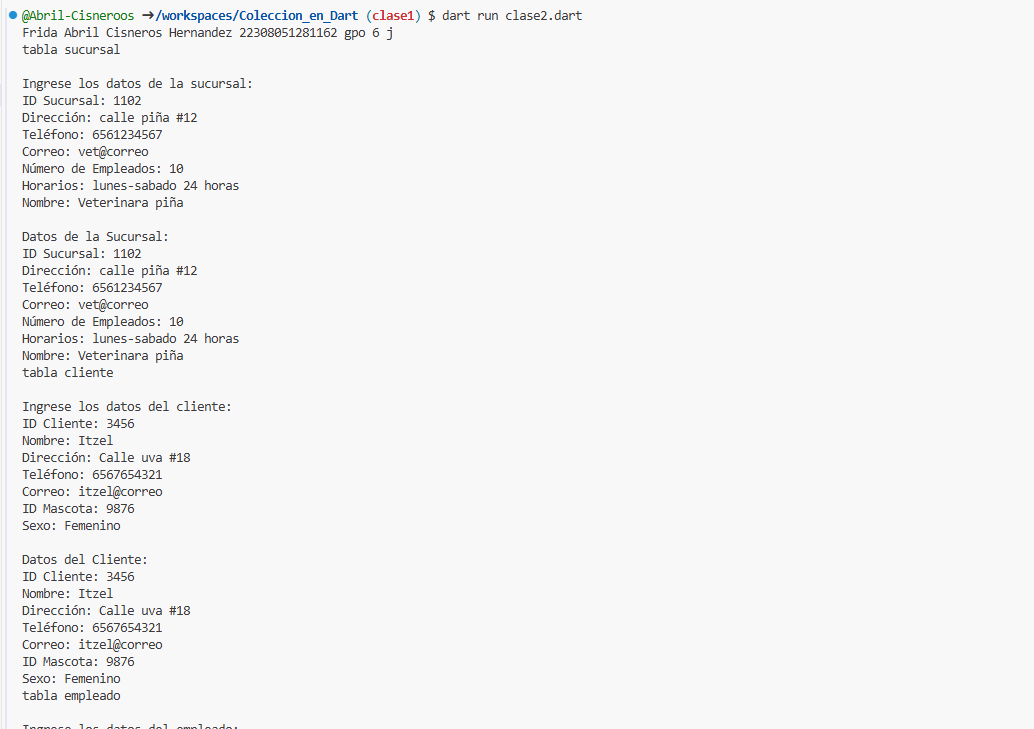 @Abril-Cisneroos →/workspaces/Coleccion_en_Dart (clase1) $ dart run clase2.dart
Frida Abril Cisneros Hernandez 22308051281162 gpo 6 j
tabla sucursal
Ingrese los datos de la sucursal:
ID Sucursal: 1102
Dirección: calle piña #12
Teléfono: 6561234567
Correo: vet@correo
Número de Empleados: 10
Horarios: lunes-sabado 24 horas
Nombre: Veterinara piña
Datos de la Sucursal:
ID Sucursal: 1102
Dirección: calle piña #12
Teléfono: 6561234567
Correo: vet@correo
Número de Empleados: 10
Horarios: lunes-sabado 24 horas
Nombre: Veterinara piña
tabla cliente
Ingrese los datos del cliente:
ID Cliente: 3456
Nombre: Itzel
Dirección: Calle uva #18
Teléfono: 6567654321
Correo: itzel@correo
ID Mascota: 9876
Sexo: Femenino
Datos del Cliente:
ID Cliente: 3456
Nombre: Itzel
Dirección: Calle uva #18
Teléfono: 6567654321
Correo: itzel@correo
ID Mascota: 9876
Sexo: Femenino
tabla empleado
Ingrese los datos del empleado: